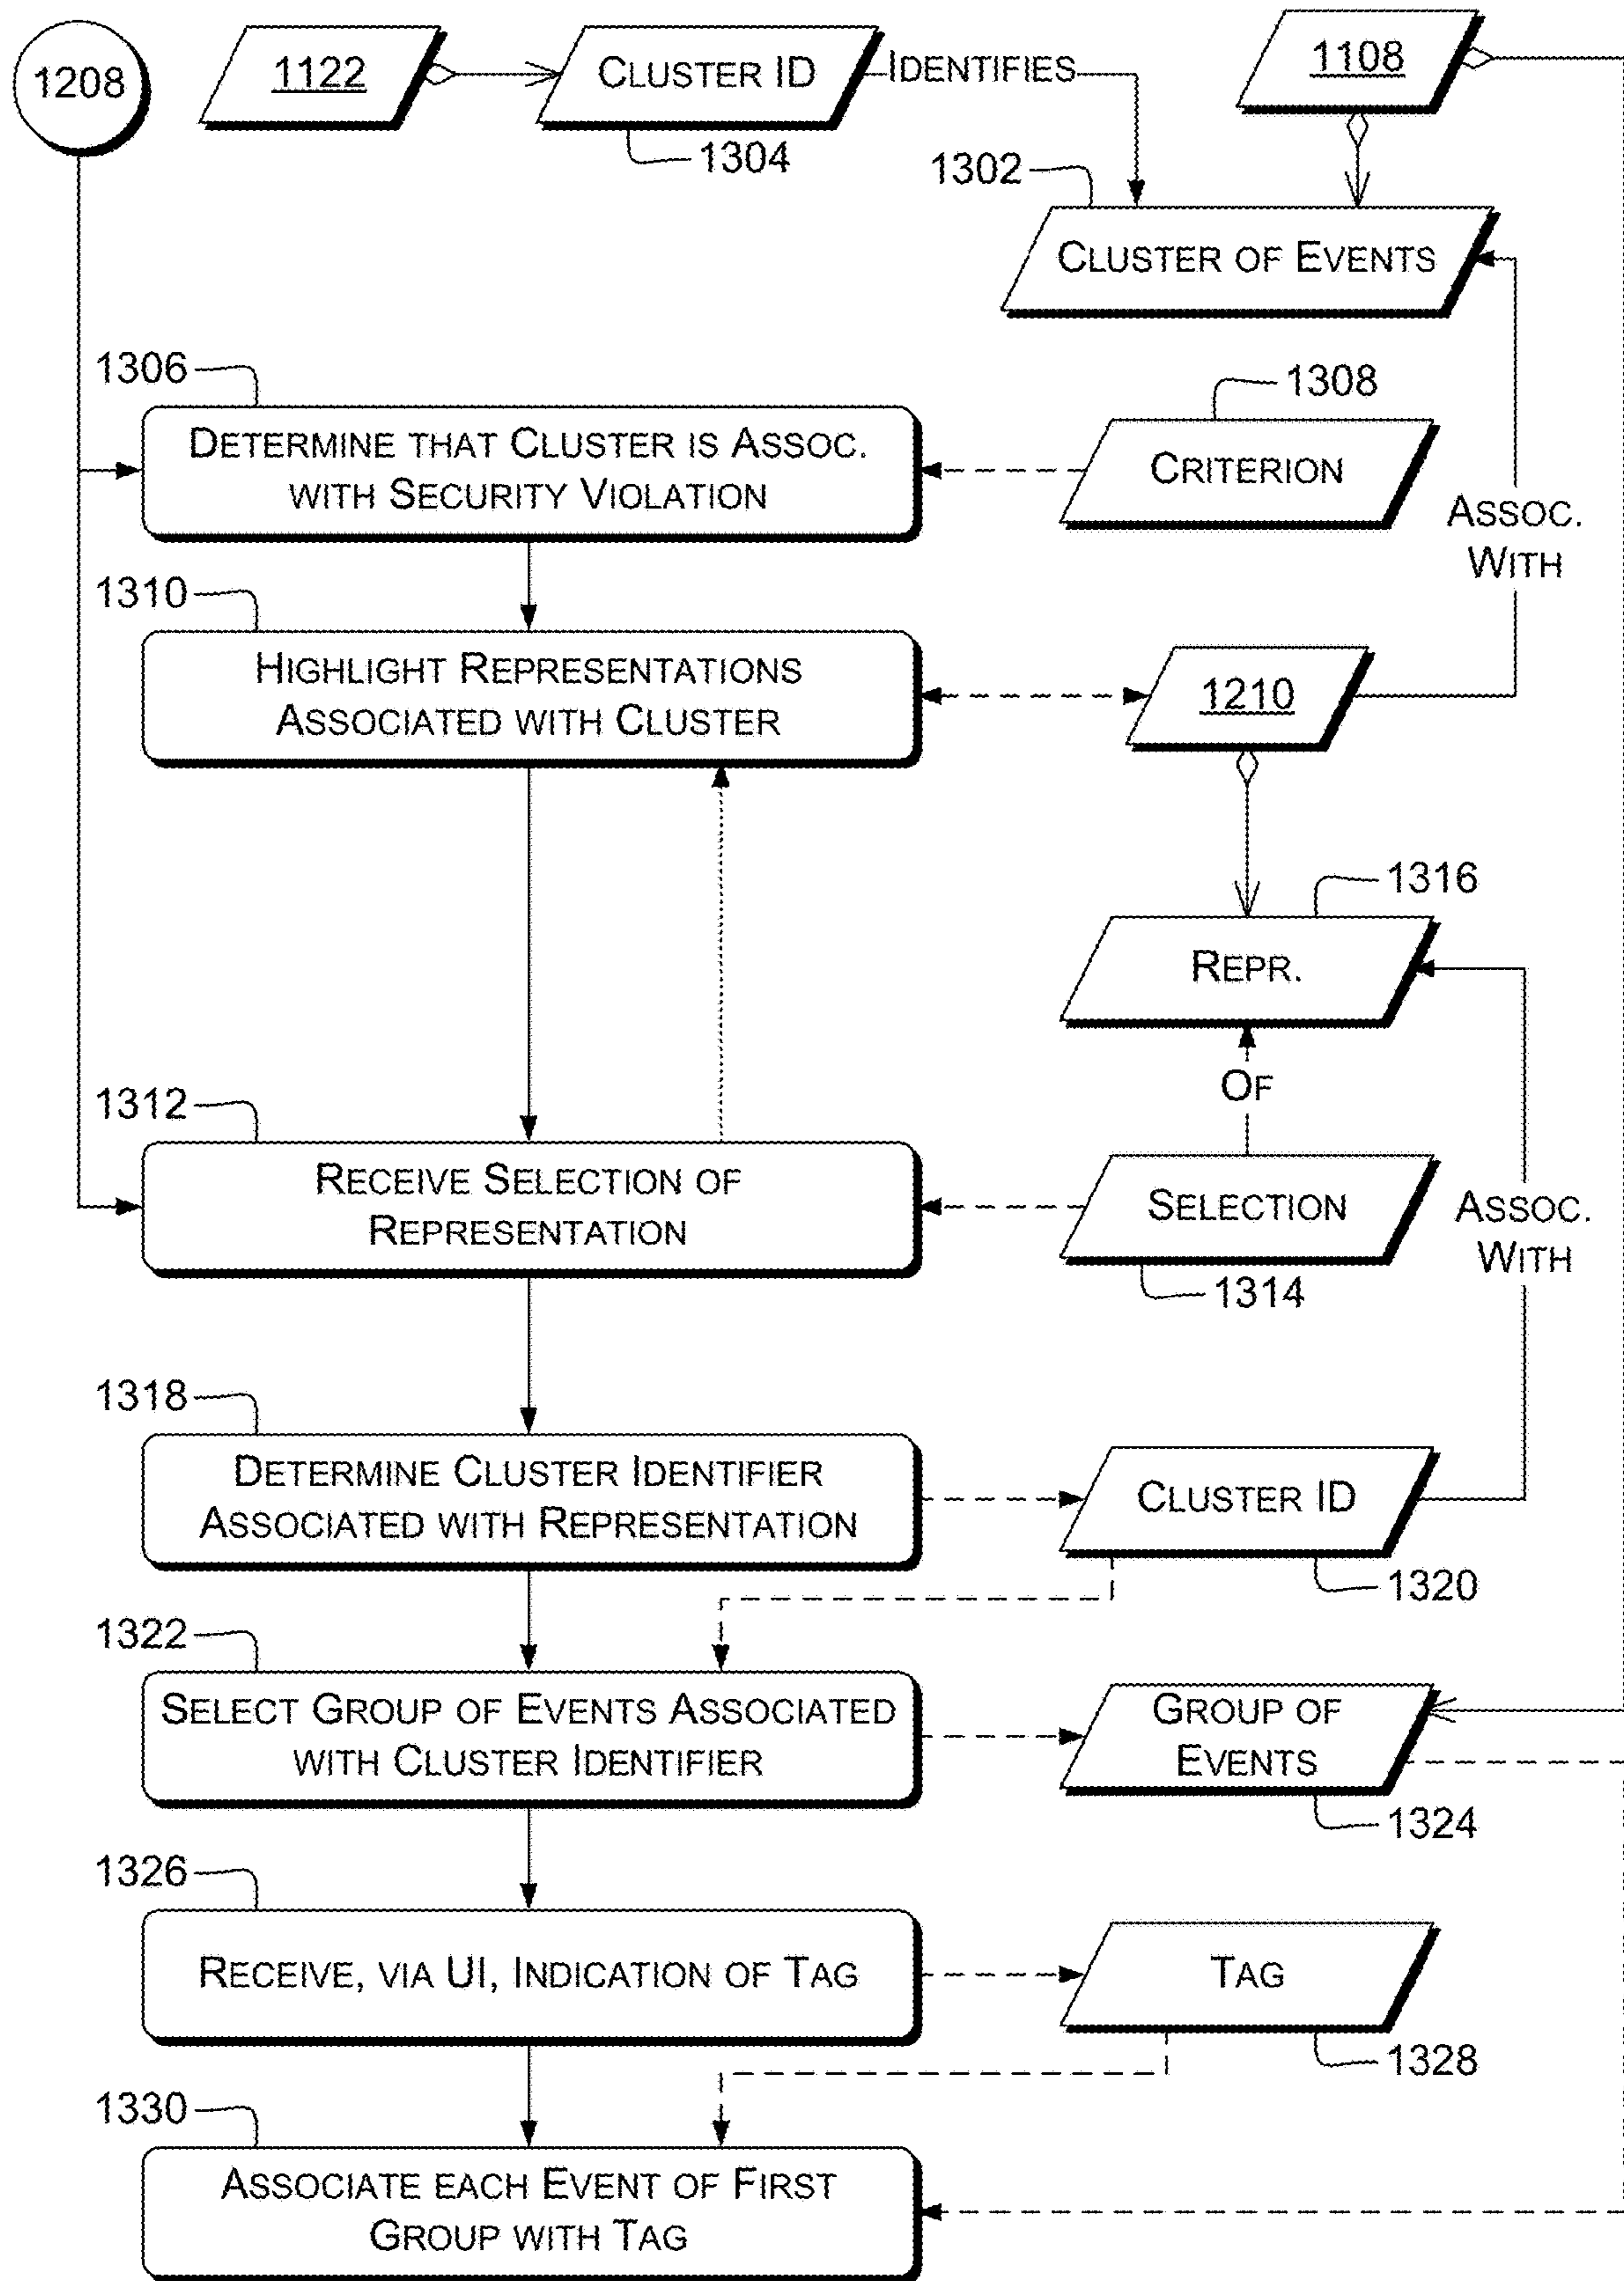 1208
1122
CLUSTER ID
IDENTIFIES
1108
1304
1302
CLUSTER OF EVENTS
1306
1308
DETERMINE THAT CLUSTER IS ASSOC.
WITH SECURITY VIOLATION
CRITERION
ASSOC.
WITH
1310
HIGHLIGHT REPRESENTATIONS
ASSOCIATED WITH CLUSTER
1210
1316
REPR.
OF
1312
RECEIVE SELECTION OF
REPRESENTATION
SELECTION
ASSOC.
WITH
1314
1318
DETERMINE CLUSTER IDENTIFIER
ASSOCIATED WITH REPRESENTATION
CLUSTER ID
1320
1322
SELECT GROUP OF EVENTS ASSOCIATED
WITH CLUSTER IDENTIFIER
GROUP OF
EVENTS
1324
1326
RECEIVE, VIA UI, INDICATION OF TAG
TAG
1328
1330
ASSOCIATE EACH EVENT OF FIRST
GROUP WITH TAG